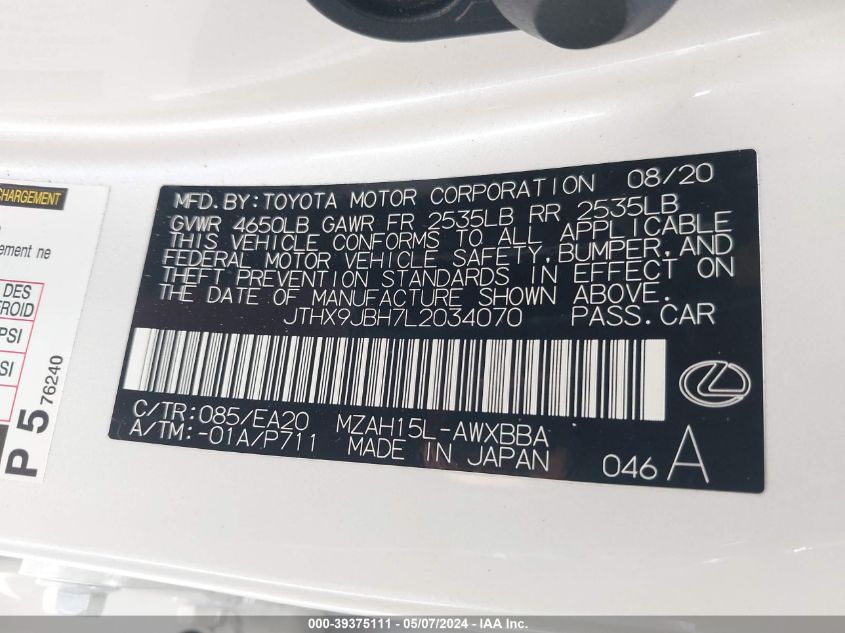 CHARGEMENT
ement ne
DES
FROID
PSI
SI
P 5 76240
MFD.BY:TOYOTA MOTOR CORPORATION 08/20
GVWR 4650LB GAWR FR 2535LB RR 2535LB
THIS VEHICLE CONFORMS TO ALL APPLICABLE
FEDERAL MOTOR VEHICLE SAFETY,BUMPER,AND
THEFT PREVENTION STANDARDS IN EFFECT ON
THE DATE OF MANUFACTURE SHOWN ABOVE.
JTHX9JBH7L2034070 PASS.CAR
C/TR:085/EA20 MZAH15L-AWXBBA
A/TM:-01A/P711 MADE IN JAPAN 046 A
000-39375111 - 05/07/2024 - IAA Inc.